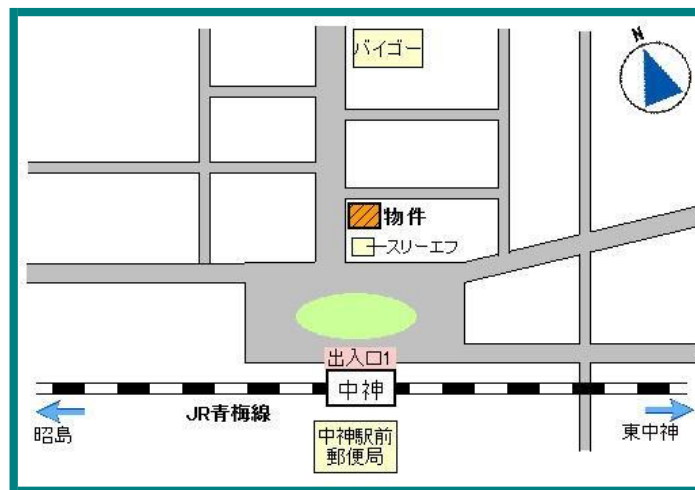 バイゴー
N
物件
スリーエフ
出入口1
中神
JR青梅線
昭島
東中神
中神駅前
郵便局